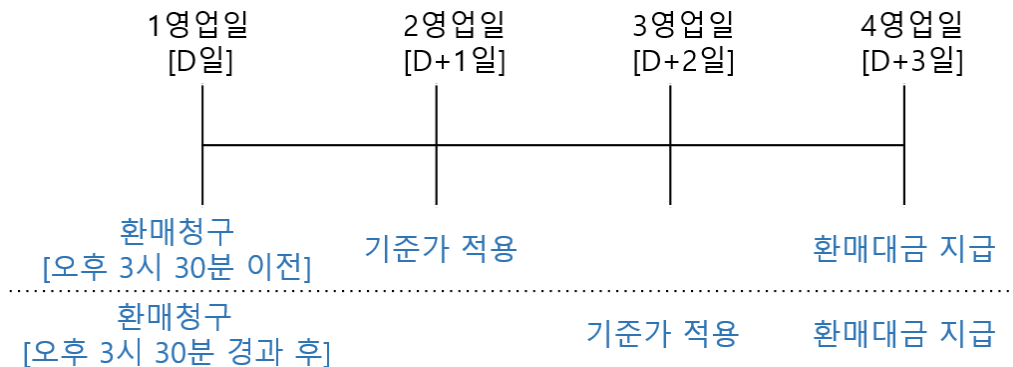 1영업일 2영업일 3영업일 4영업일
[D일] [D+1일] [D+2일] [D+3일]
환매청구
[오후 3시 30분 이전]
기준가 적용
환매대금 지급
환매청구
[오후 3시 30분 경과 후]
기준가 적용
환매대금 지급